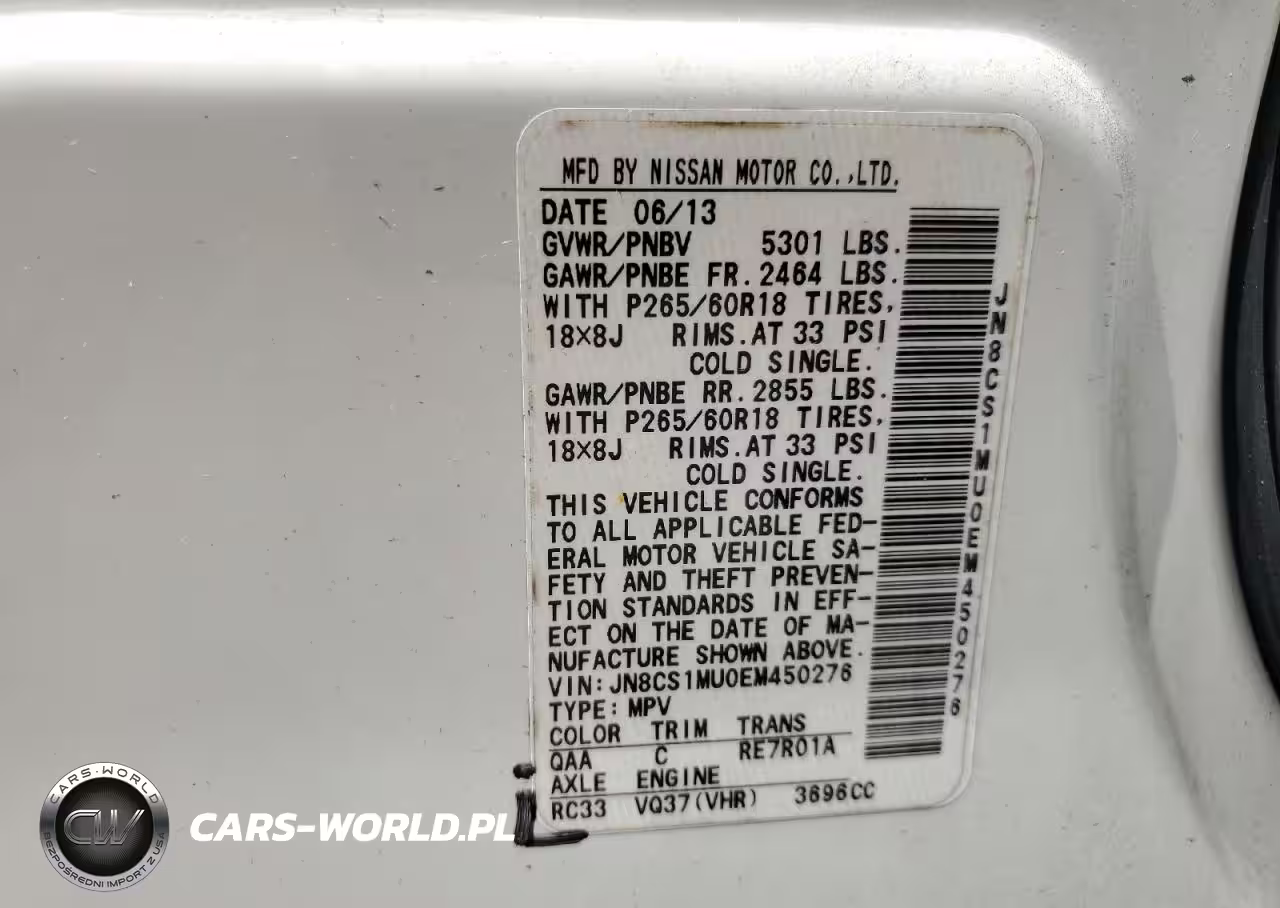 MFD BY NISSAN MOTOR CO.,LTD.
DATE 06/13
GVWR/PNBV 5301 LBS.
GAWR/PNBE FR. 2464 LBS.
WITH P265/60R18 TIRES,
18×8J RIMS. AT 33 PSI
COLD SINGLE.
GAWR/PNBE RR. 2855 LBS.
WITH P265/60R18 TIRES,
18×8J RIMS. AT 33 PSI
COLD SINGLE.
THIS VEHICLE CONFORMS
TO ALL APPLICABLE FED-
ERAL MOTOR VEHICLE SA-
FETY AND THEFT PREVEN-
TION STANDARDS IN EFF-
ECT ON THE DATE OF MA-
NUFACTURE SHOWN ABOVE.
VIN: JN8CS1MU0EM450276
TYPE: MPV
COLOR TRIM TRANS
QAA C RE7R01A
AXLE ENGINE
RC33 VQ37(VHR) 3696CC
JN8CS1MU0EM450276
CARS-WORLD
CW
BEZPOŚREDNI IMPORT Z USA
CARS-WORLD.PL